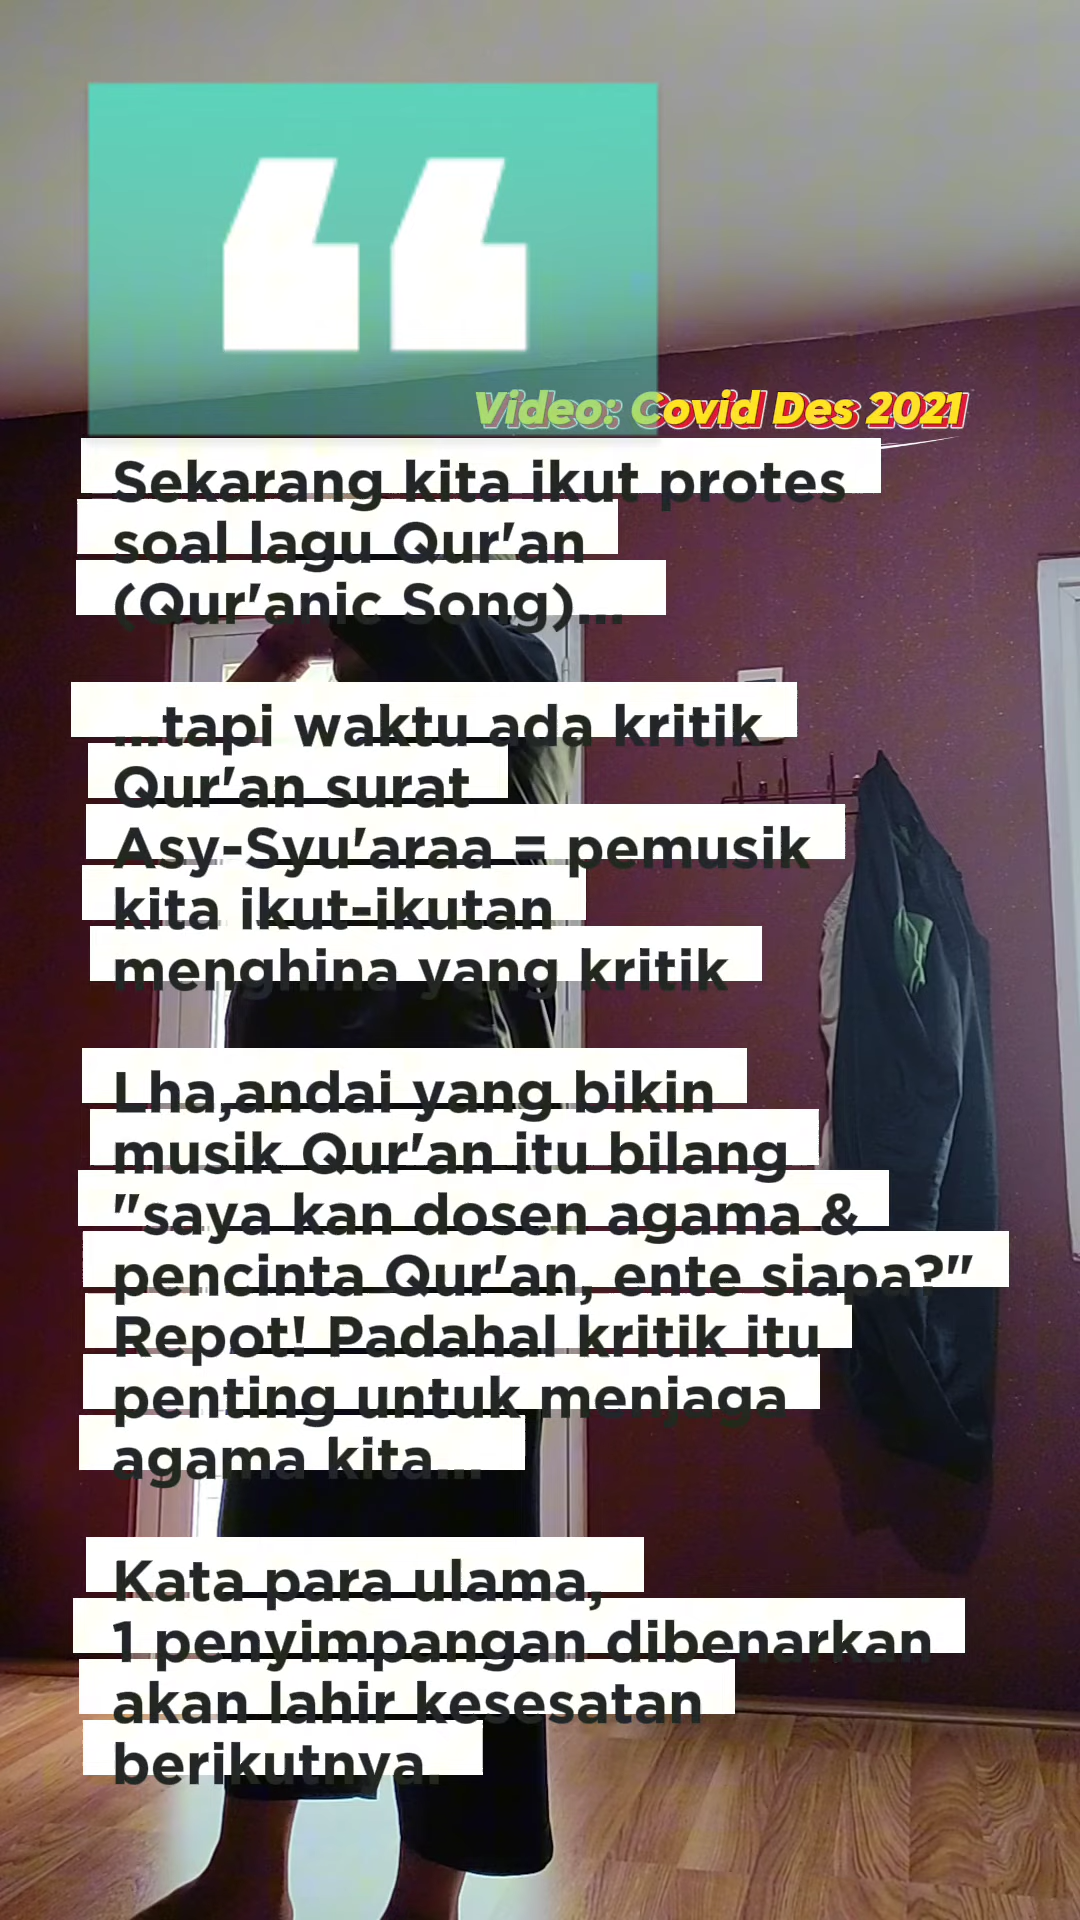 Video: Covid Des 2021
Sekarang kita ikut protes
soal lagu Qur'an
(Qur'anic Song)...
...tapi waktu ada kritik
Qur'an surat
Asy-Syu'araa = pemusik
kita ikut-ikutan
menghina yang kritik
Lha,andai yang bikin
musik Qur'an itu bilang
"saya kan dosen agama &
pencinta Qur'an, ente siapa?"
Repot! Padahal kritik itu
penting untuk menjaga
agama kita...
Kata para ulama,
1 penyimpangan dibenarkan
akan lahir kesesatan
berikutnya.